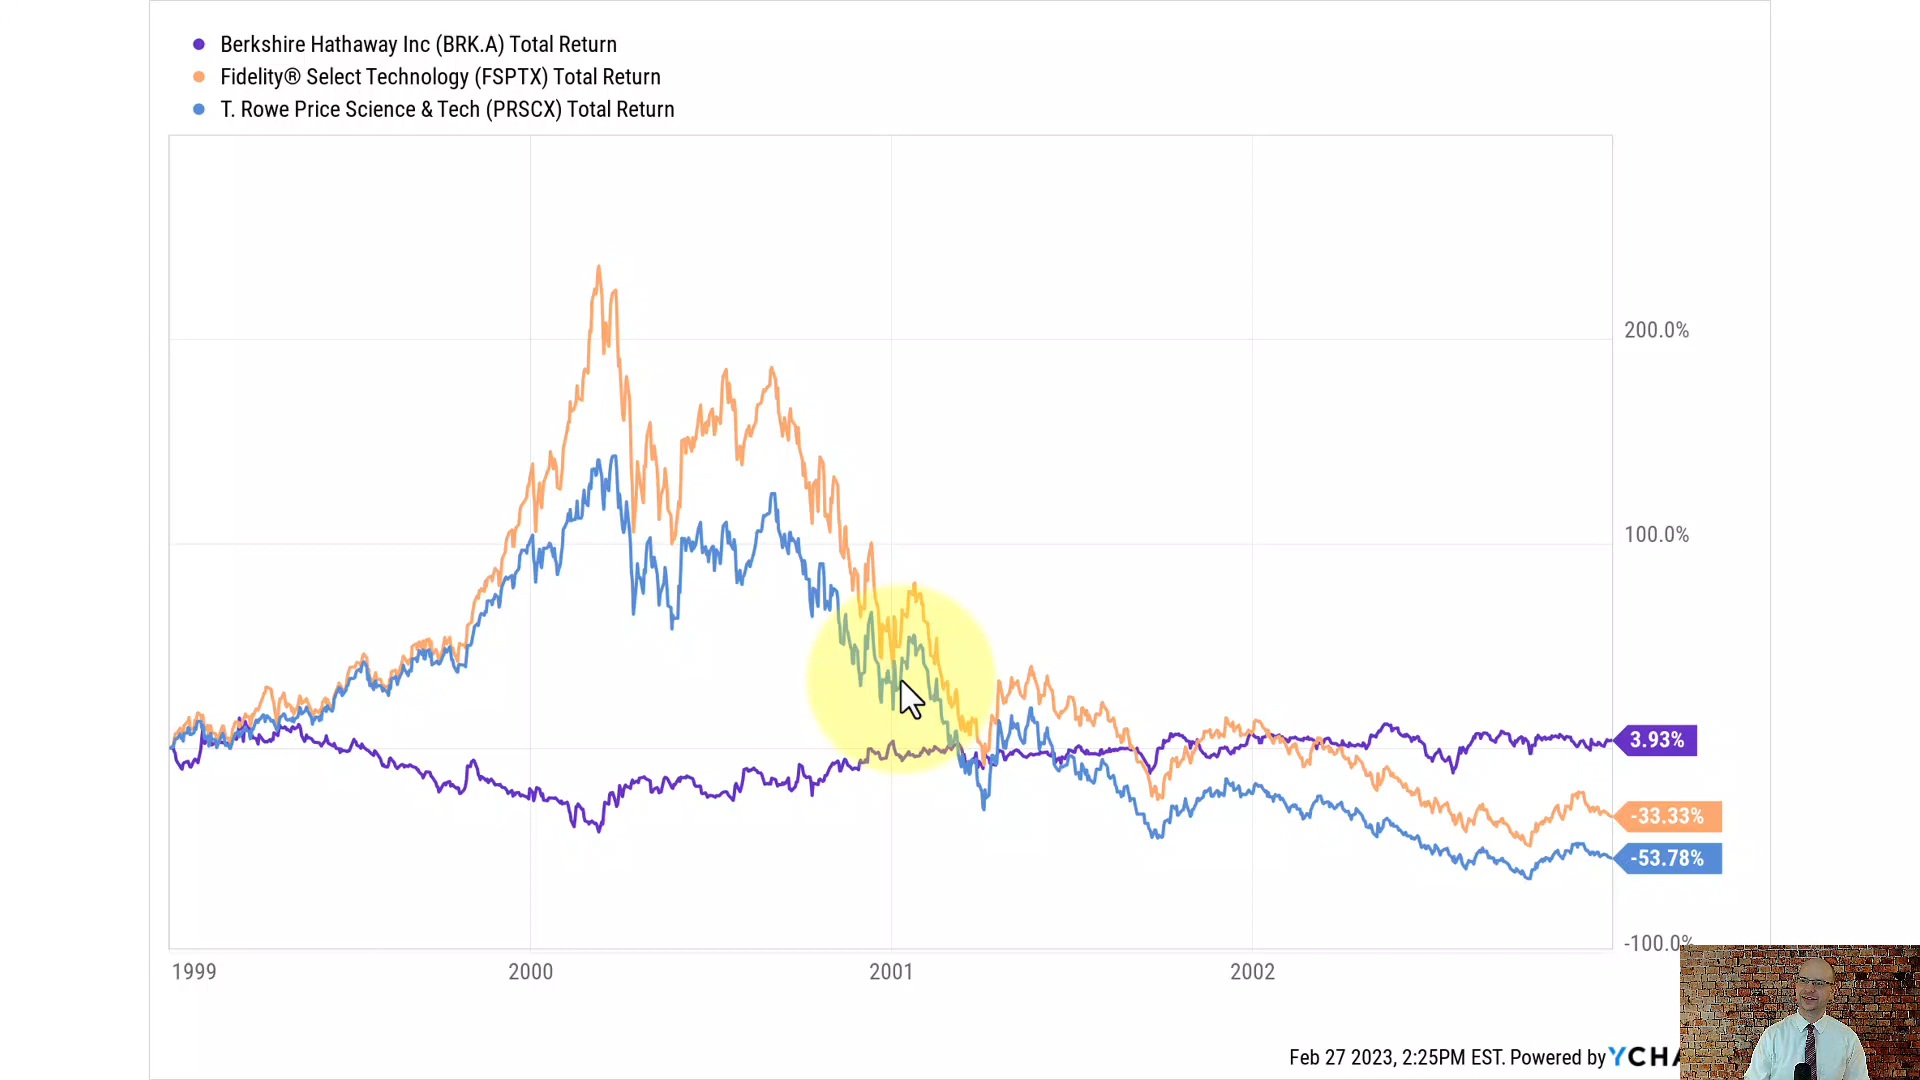 Berkshire Hathaway Inc (BRK.A) Total Return
Fidelity® Select Technology (FSPTX) Total Return
T. Rowe Price Science & Tech (PRSCX) Total Return
200.0%
100.0%
3.93%
-33.33%
-53.78%
-100.0%
1999 2000 2001 2002
Feb 27 2023, 2:25PM EST. Powered by YCHA